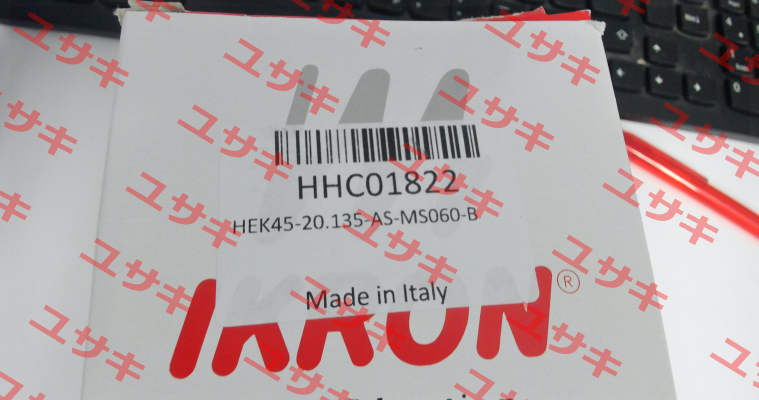 HHC01822
HEK45-20.135-AS-MS060-B
Made in Italy
IKRON®
ユサキ